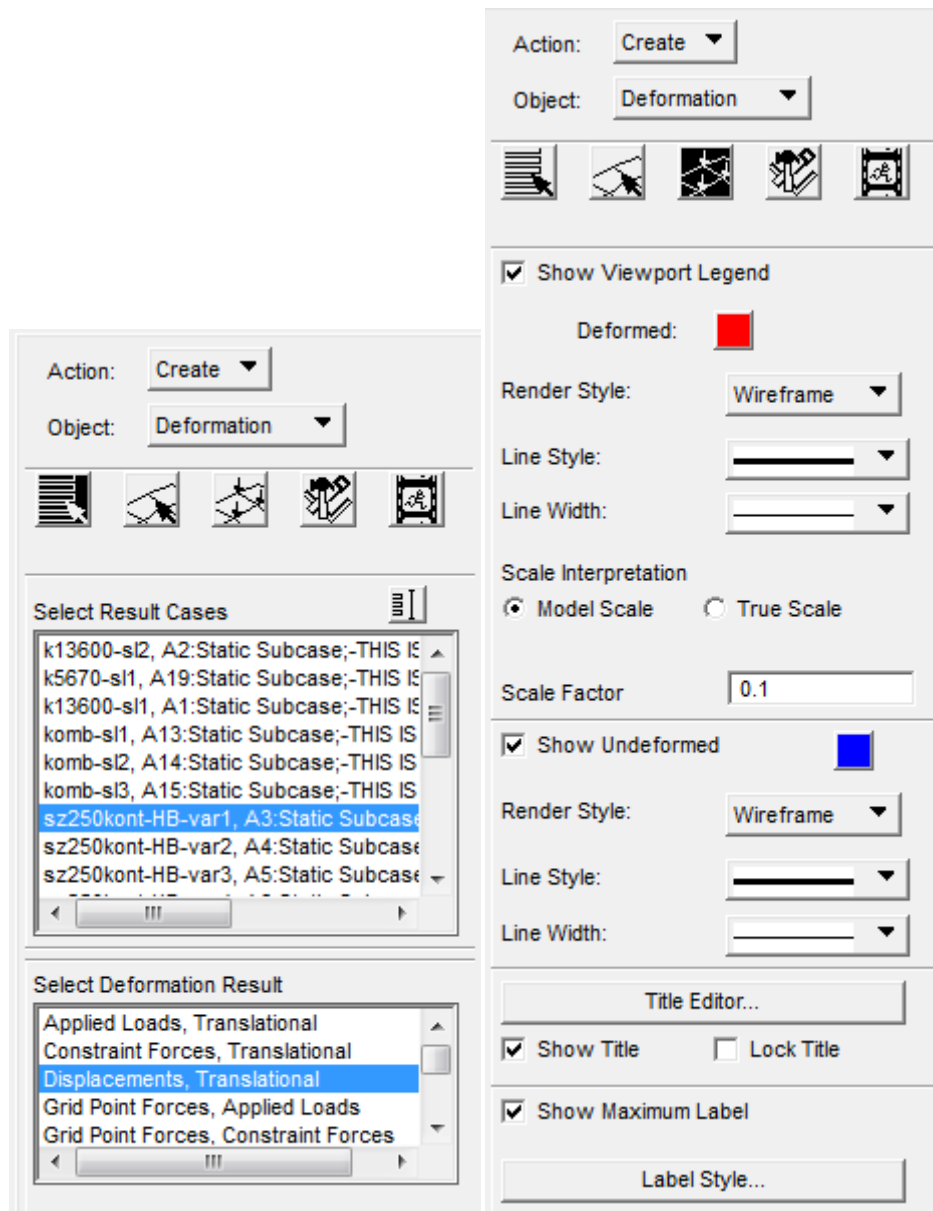 Action: Create
Object: Deformation
Select Result Cases
k13600-sl2, A2:Static Subcase;-THIS IS
k5670-sl1, A19:Static Subcase;-THIS IS
k13600-sl1, A1:Static Subcase;-THIS IS
komb-sl1, A13:Static Subcase;-THIS IS
komb-sl2, A14:Static Subcase;-THIS IS
komb-sl3, A15:Static Subcase;-THIS IS
sz250kont-HB-var1, A3:Static Subcase
sz250kont-HB-var2, A4:Static Subcase
sz250kont-HB-var3, A5:Static Subcase
Select Deformation Result
Applied Loads, Translational
Constraint Forces, Translational
Displacements, Translational
Grid Point Forces, Applied Loads
Grid Point Forces, Constraint Forces
Action: Create
Object: Deformation
Show Viewport Legend
Deformed:
Render Style: Wireframe
Line Style:
Line Width:
Scale Interpretation
Model Scale True Scale
Scale Factor 0.1
Show Undeformed
Render Style: Wireframe
Line Style:
Line Width:
Title Editor...
Show Title Lock Title
Show Maximum Label
Label Style...